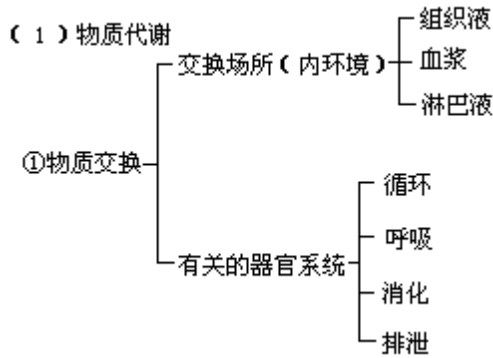 (1)物质代谢
①物质交换
交换场所(内环境)
组织液
血浆
淋巴液
有关的器官系统
循环
呼吸
消化
排泄